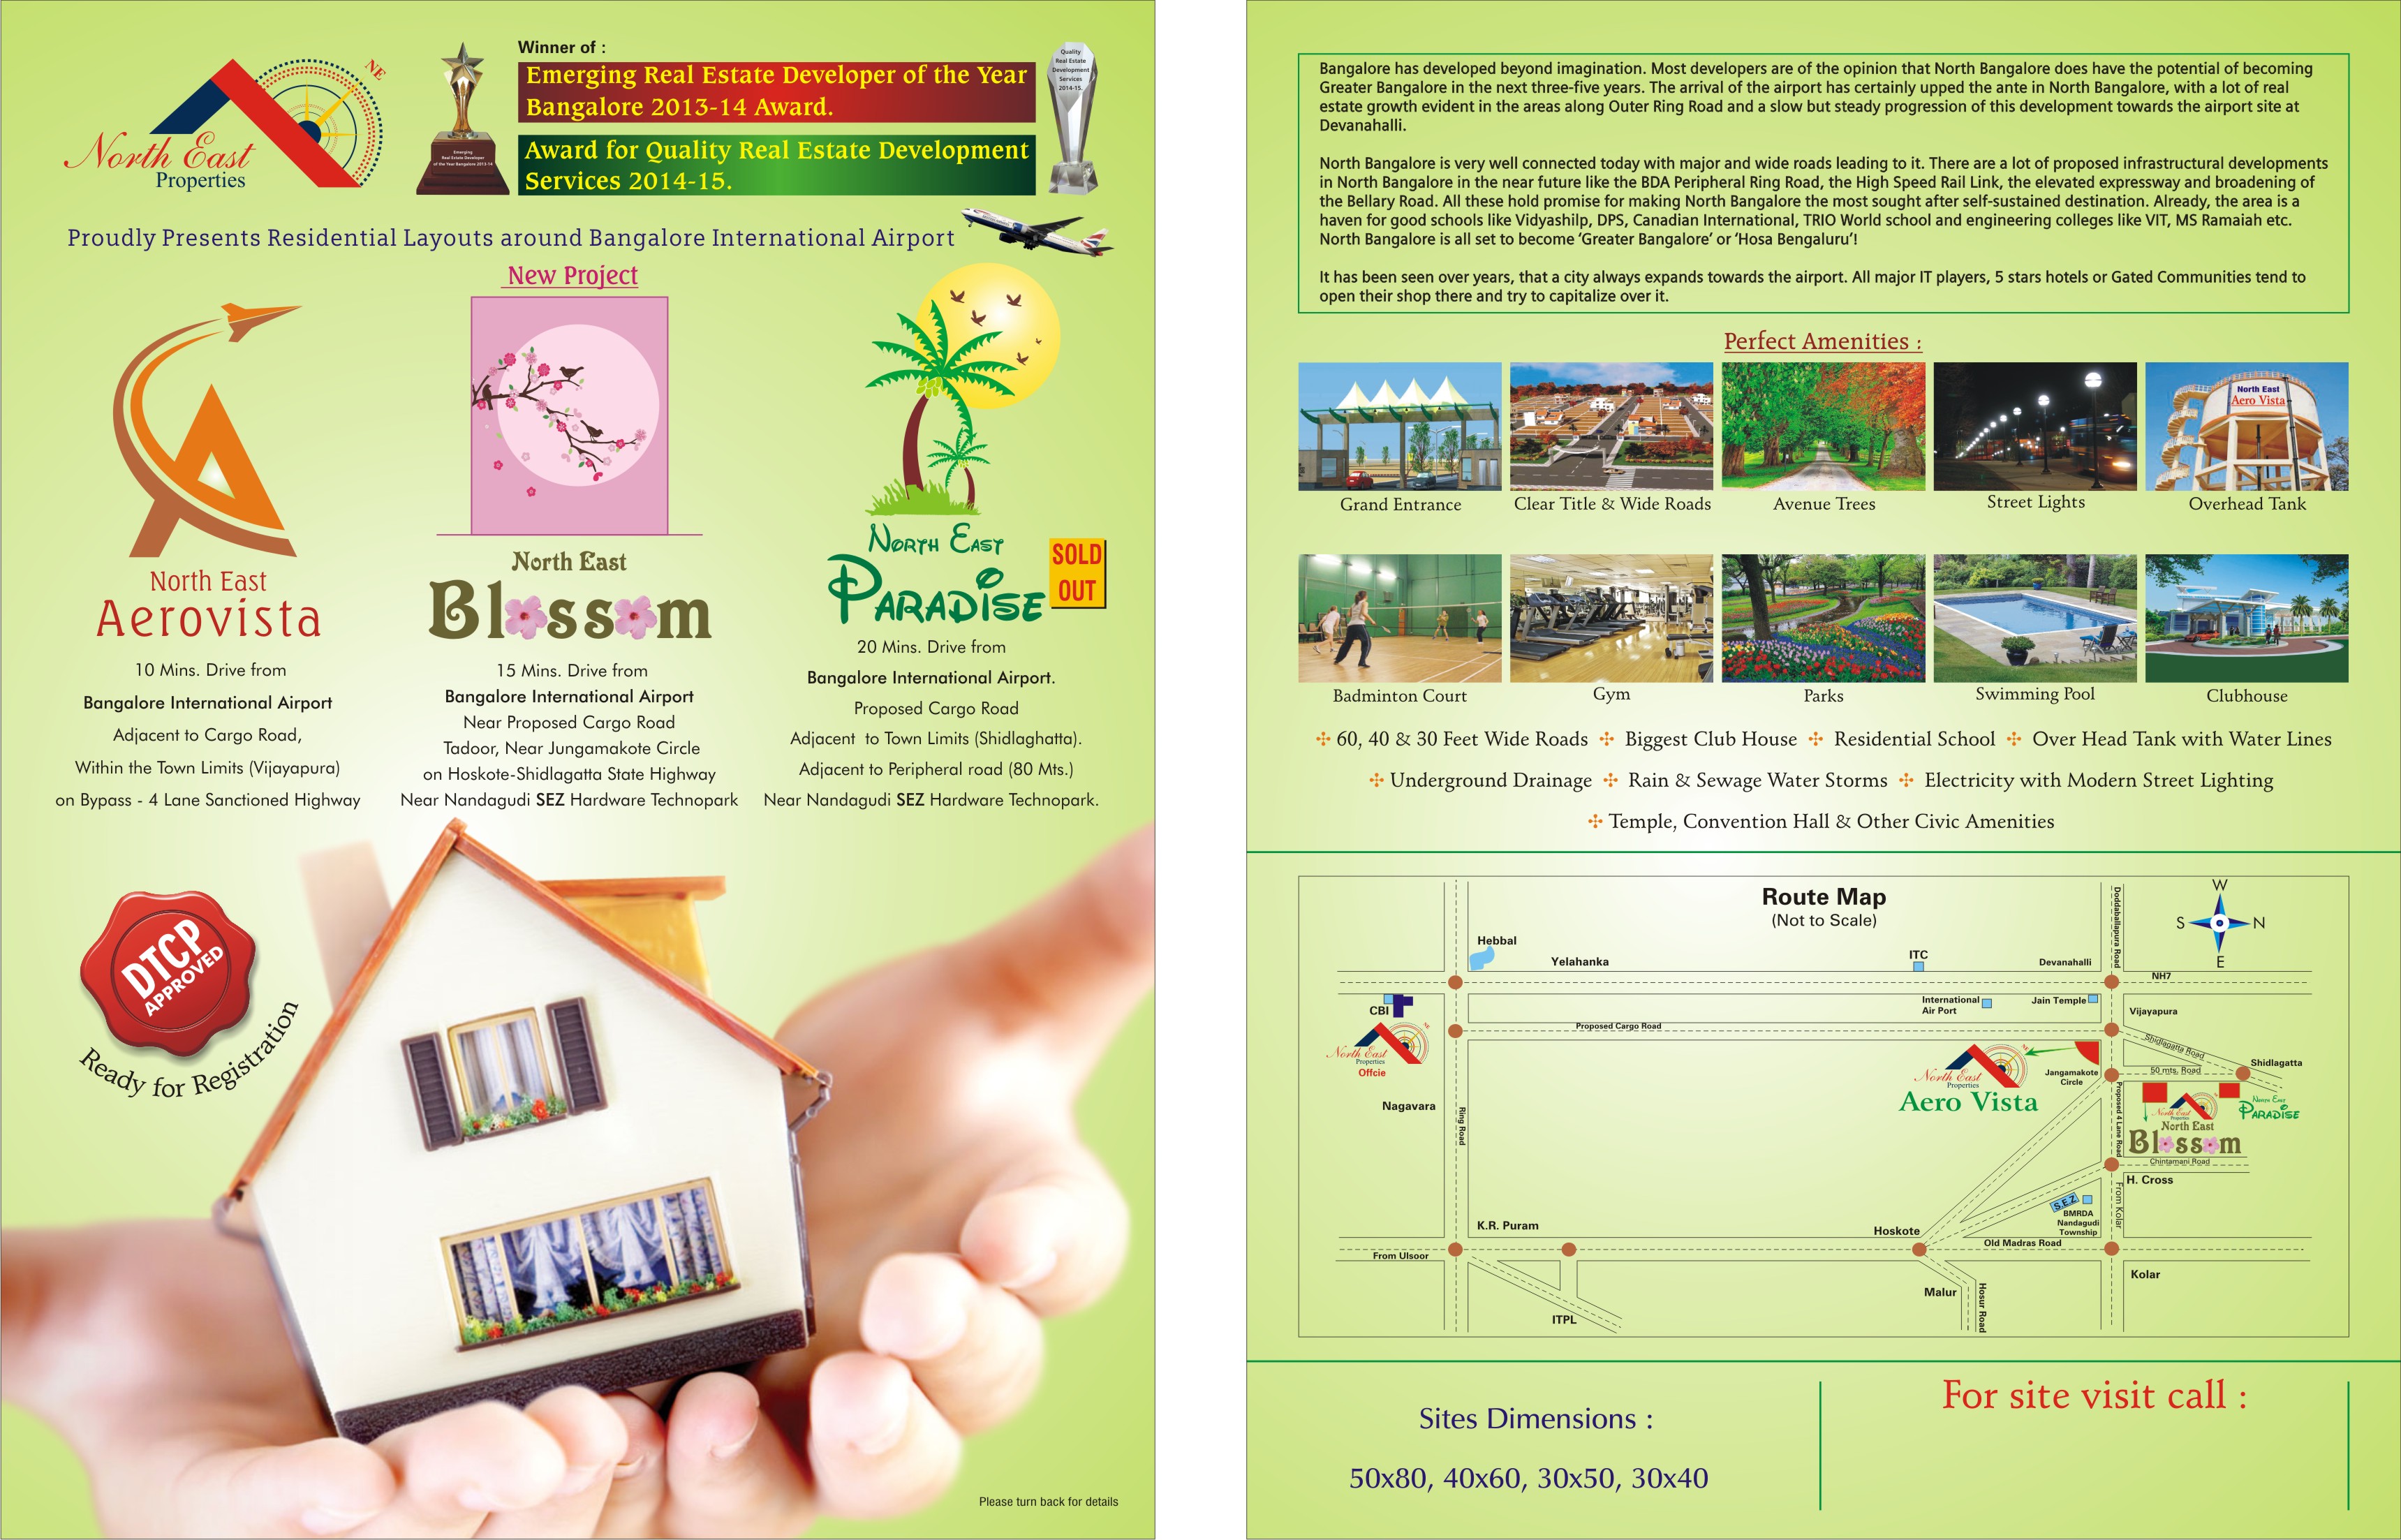 NE
North East
Properties
Winner of :
Emerging Real Estate Developer of the Year
Bangalore 2013-14 Award.
Award for Quality Real Estate Development
Services 2014-15.
Emerging
Real Estate Developer
of the Year Bangalore 2013-14
Quality
Real Estate
Development
Services
2014-15.
Proudly Presents Residential Layouts around Bangalore International Airport
New Project
North East
Aerovista
10 Mins. Drive from
Bangalore International Airport
Adjacent to Cargo Road,
Within the Town Limits (Vijayapura)
on Bypass - 4 Lane Sanctioned Highway
North East
Blossom
15 Mins. Drive from
Bangalore International Airport
Near Proposed Cargo Road
Tadoor, Near Jungamakote Circle
on Hoskote-Shidlagatta State Highway
Near Nandagudi SEZ Hardware Technopark
North East
Paradise
SOLD
OUT
20 Mins. Drive from
Bangalore International Airport.
Proposed Cargo Road
Adjacent to Town Limits (Shidlaghatta).
Adjacent to Peripheral road (80 Mts.)
Near Nandagudi SEZ Hardware Technopark.
DTCP
APPROVED
Ready for Registration
Please turn back for details
Bangalore has developed beyond imagination. Most developers are of the opinion that North Bangalore does have the potential of becoming
Greater Bangalore in the next three-five years. The arrival of the airport has certainly upped the ante in North Bangalore, with a lot of real
estate growth evident in the areas along Outer Ring Road and a slow but steady progression of this development towards the airport site at
Devanahalli.
North Bangalore is very well connected today with major and wide roads leading to it. There are a lot of proposed infrastructural developments
in North Bangalore in the near future like the BDA Peripheral Ring Road, the High Speed Rail Link, the elevated expressway and broadening of
the Bellary Road. All these hold promise for making North Bangalore the most sought after self-sustained destination. Already, the area is a
haven for good schools like Vidyashilp, DPS, Canadian International, TRIO World school and engineering colleges like VIT, MS Ramaiah etc.
North Bangalore is all set to become ‘Greater Bangalore’ or ‘Hosa Bengaluru’!
It has been seen over years, that a city always expands towards the airport. All major IT players, 5 stars hotels or Gated Communities tend to
open their shop there and try to capitalize over it.
Perfect Amenities :
North East
Aero Vista
Grand Entrance
Clear Title & Wide Roads
Avenue Trees
Street Lights
Overhead Tank
Badminton Court
Gym
Parks
Swimming Pool
Clubhouse
60, 40 & 30 Feet Wide Roads Biggest Club House Residential School Over Head Tank with Water Lines
Underground Drainage Rain & Sewage Water Storms Electricity with Modern Street Lighting
Temple, Convention Hall & Other Civic Amenities
Route Map
(Not to Scale)
W
S N
E
Doddaballapura Road
Hebbal
Yelahanka
ITC
Devanahalli
NH7
CBI
International
Air Port
Jain Temple
Vijayapura
Proposed Cargo Road
North East
Properties
Offcie
Shidlagatta Road
Shidlagatta
50 mts. Road
Jangamakote
Circle
NE
North East
Properties
Aero Vista
Nagavara
Ring Road
Proposed 4 Lane Road
North East
Properties
North East
Paradise
North East
Blossom
Chintamani Road
H. Cross
From Kolar
S.E.Z
BMRDA
Nandagudi
Township
K.R. Puram
Hoskote
Old Madras Road
From Ulsoor
Kolar
Malur
Hosur Road
ITPL
Sites Dimensions :
50x80, 40x60, 30x50, 30x40
For site visit call :